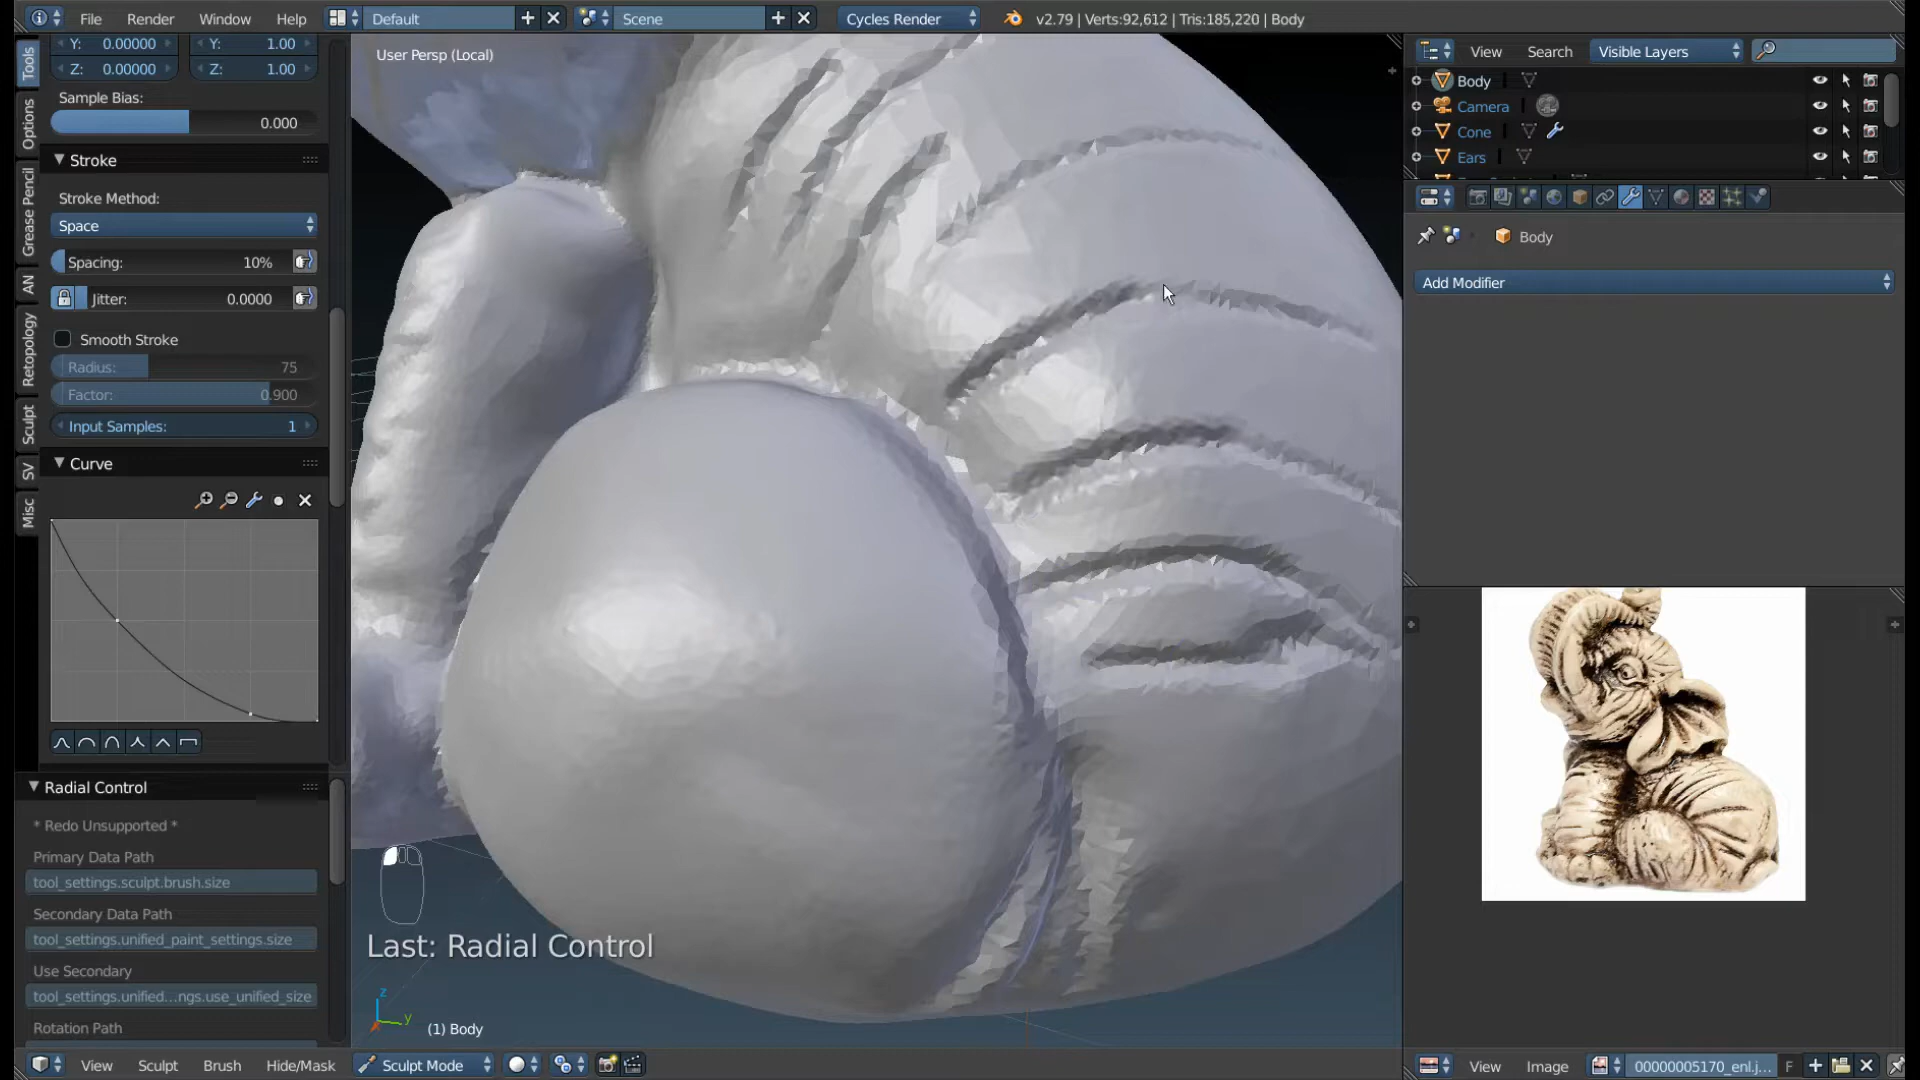 File Render Window Help Default Scene Cycles Render v2.79 | Verts:92,612 | Tris:185,220 | Body
Y: 0.00000 Y: 1.00
Z: 0.00000 Z: 1.00
Sample Bias:
0.000
Stroke
Stroke Method:
Space
Spacing: 10%
Jitter: 0.0000
Smooth Stroke
Radius: 75
Factor: 0.900
Input Samples: 1
Curve
Radial Control
* Redo Unsupported *
Primary Data Path
tool_settings.sculpt.brush.size
Secondary Data Path
tool_settings.unified_paint_settings.size
Use Secondary
tool_settings.unified...ngs.use_unified_size
Rotation Path
Tools
Options
Grease Pencil
AN
Retopology
Sculpt
SV
Misc
User Persp (Local)
Last: Radial Control
z
y
(1) Body
View Sculpt Brush Hide/Mask Sculpt Mode
View Search Visible Layers
Body
Camera
Cone
Ears
Body
Add Modifier
View Image 00000005170_enl.j... F